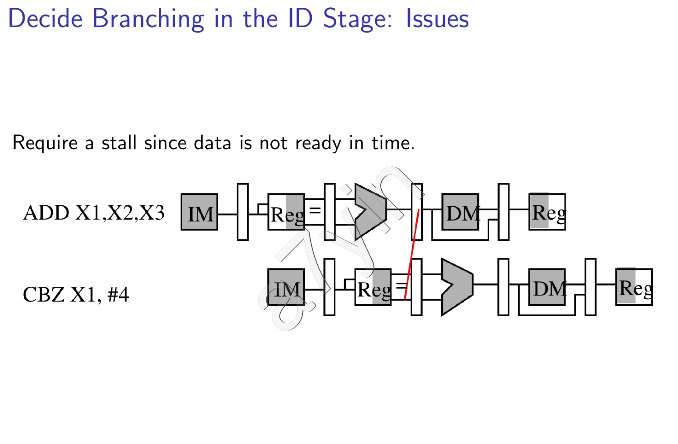 Decide Branching in the ID Stage: Issues
Require a stall since data is not ready in time.
ADD X1,X2,X3 IM Reg = DM Reg
CBZ X1, #4 IM Reg = DM Reg